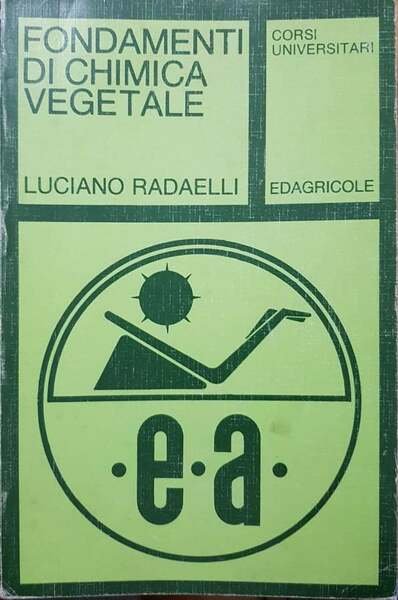 FONDAMENTI
DI CHIMICA
VEGETALE
LUCIANO RADAELLI
CORSI
UNIVERSITARI
EDAGRICOLE
·e·a·